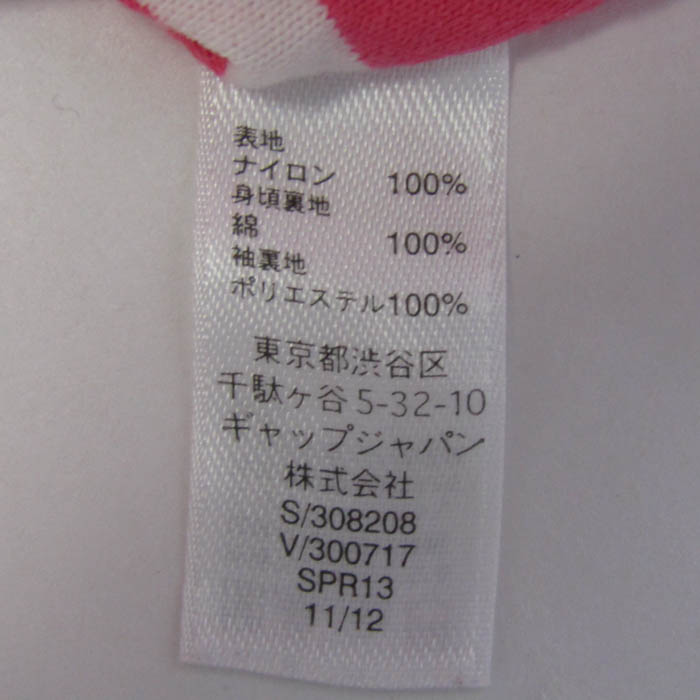 表地
ナイロン 100%
身頃裏地
綿 100%
袖裏地
ポリエステル100%
東京都渋谷区
千駄ヶ谷5-32-10
ギャップジャパン
株式会社
S/308208
V/300717
SPR13
11/12